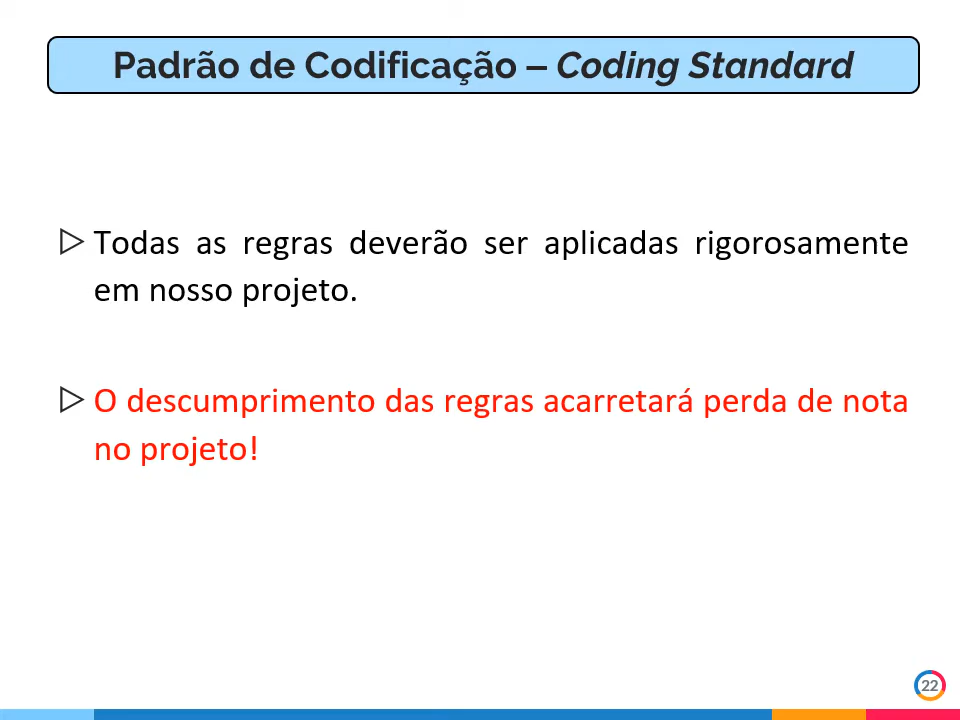 Padrão de Codificação – Coding Standard
Todas as regras deverão ser aplicadas rigorosamente
em nosso projeto.
O descumprimento das regras acarretará perda de nota
no projeto!
22